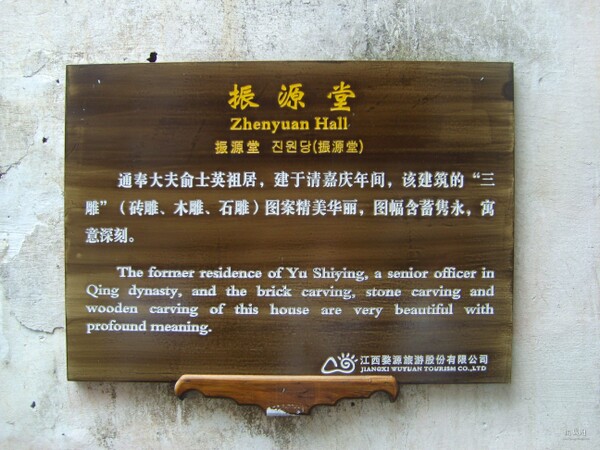 振源堂
Zhenyuan Hall
振源堂 진원당(振源堂)
通奉大夫俞士英祖居，建于清嘉庆年间，该建筑的“三
雕”（砖雕、木雕、石雕）图案精美华丽，图幅含蓄隽永，寓
意深刻。
The former residence of Yu Shiying, a senior officer in
Qing dynasty, and the brick carving, stone carving and
wooden carving of this house are very beautiful with
profound meaning.
江西婺源旅游股份有限公司
JIANGXI WUYUAN TOURISM CO.,LTD